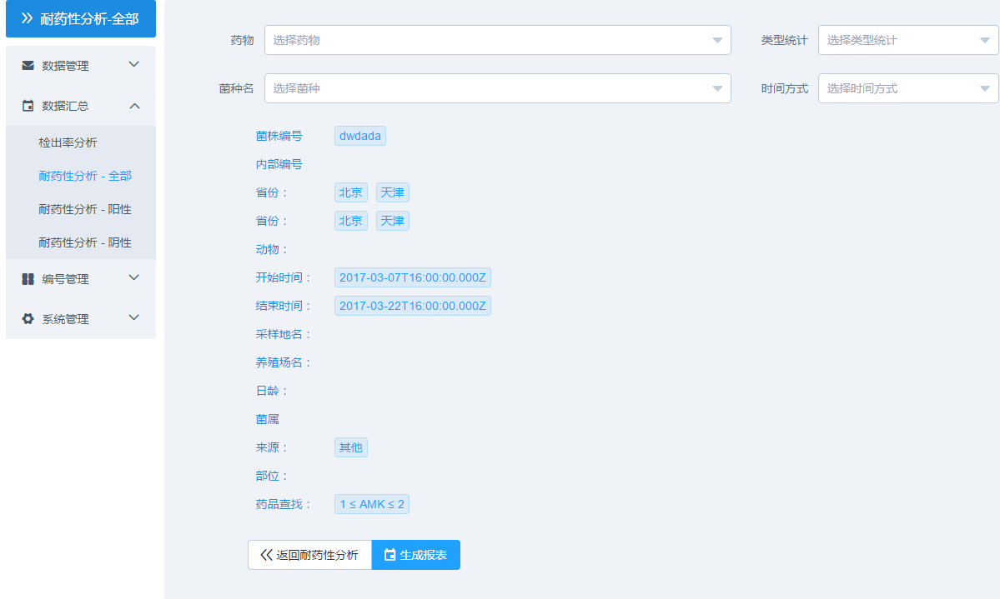 耐药性分析-全部
数据管理
数据汇总
检出率分析
耐药性分析 - 全部
耐药性分析 - 阳性
耐药性分析 - 阴性
编号管理
系统管理
药物 选择药物 类型统计 选择类型统计
菌种名 选择菌种 时间方式 选择时间方式
菌株编号 dwdada
内部编号
省份： 北京 天津
省份： 北京 天津
动物：
开始时间： 2017-03-07T16:00:00.000Z
结束时间： 2017-03-22T16:00:00.000Z
采样地名：
养殖场名：
日龄：
菌属
来源： 其他
部位：
药品查找： 1 ≤ AMK ≤ 2
返回耐药性分析 生成报表